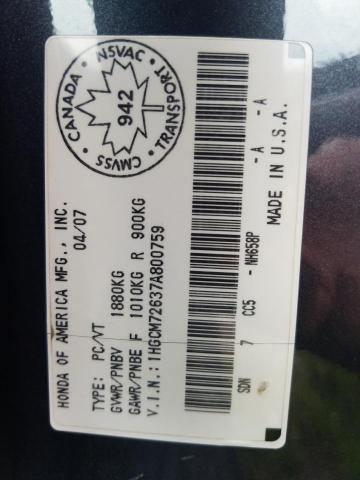 HONDA OF AMERICA MFG., INC.
04/07
TYPE: PC/VT
GVWR/PNBV 1880KG
GAWR/PNBE F 1010KG R 900KG
V.I.N.: 1HGCM72637A800759
SDN 7 CC5 - NH658P - A - A
MADE IN U.S.A.
CANADA NSVAC TRANSPORT CMVSS
942